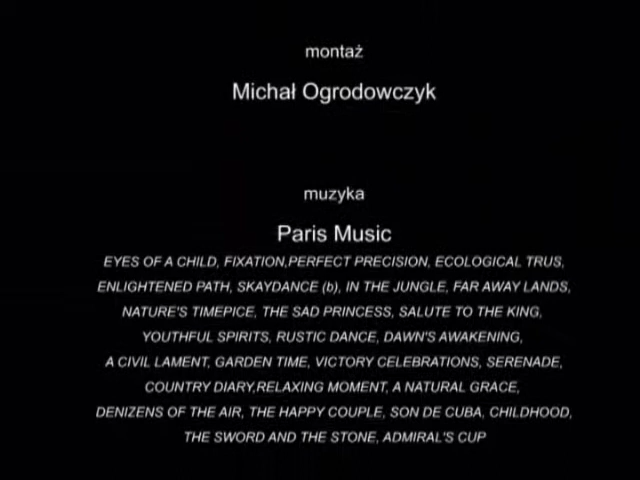 montaż
Michał Ogrodowczyk
muzyka
Paris Music
EYES OF A CHILD, FIXATION,PERFECT PRECISION, ECOLOGICAL TRUS,
ENLIGHTENED PATH, SKAYDANCE (b), IN THE JUNGLE, FAR AWAY LANDS,
NATURE'S TIMEPICE, THE SAD PRINCESS, SALUTE TO THE KING,
YOUTHFUL SPIRITS, RUSTIC DANCE, DAWN'S AWAKENING,
A CIVIL LAMENT, GARDEN TIME, VICTORY CELEBRATIONS, SERENADE,
COUNTRY DIARY,RELAXING MOMENT, A NATURAL GRACE,
DENIZENS OF THE AIR, THE HAPPY COUPLE, SON DE CUBA, CHILDHOOD,
THE SWORD AND THE STONE, ADMIRAL'S CUP